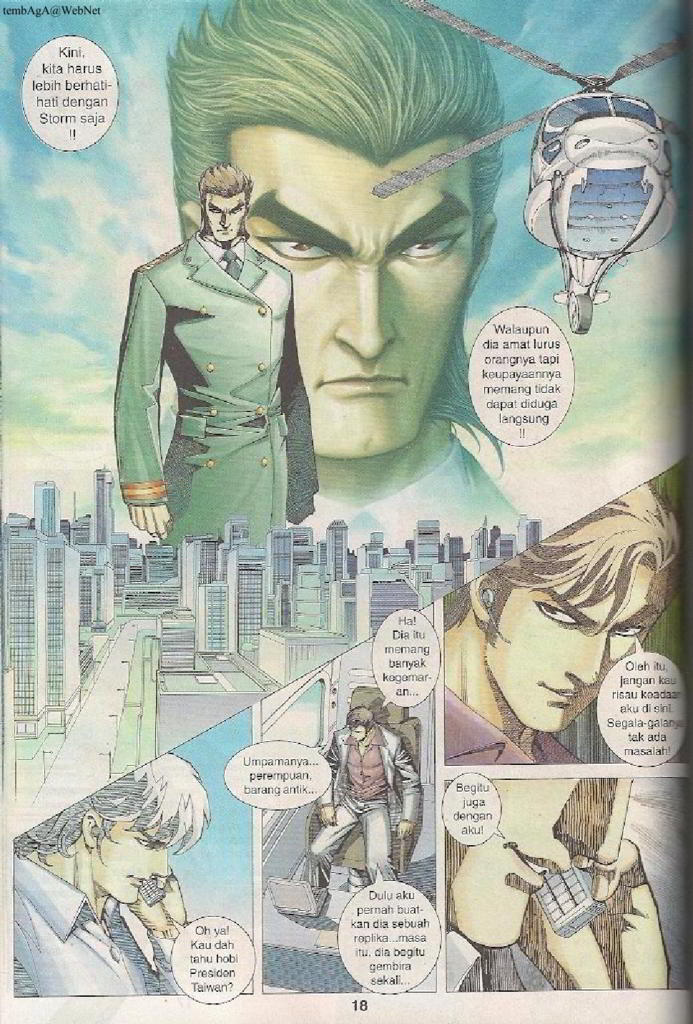 tembAgA@WebNet
Kini,
kita harus
lebih berhati-
hati dengan
Storm saja
!!
Walaupun
dia amat lurus
orangnya tapi
keupayaannya
memang tidak
dapat diduga
langsung
!!
Oleh itu,
jangan kau
risau keadaan
aku di sini.
Segala-galanya
tak ada
masalah!
Ha!
Dia itu
memang
banyak
kegemar-
an...
Umpamanya...
perempuan,
barang antik...
Begitu
juga
dengan
aku!
Dulu aku
pernah buat-
kan dia sebuah
replika...masa
itu, dia begitu
gembira
sekali...
Oh ya!
Kau dah
tahu hobi
Presiden
Taiwan?
18